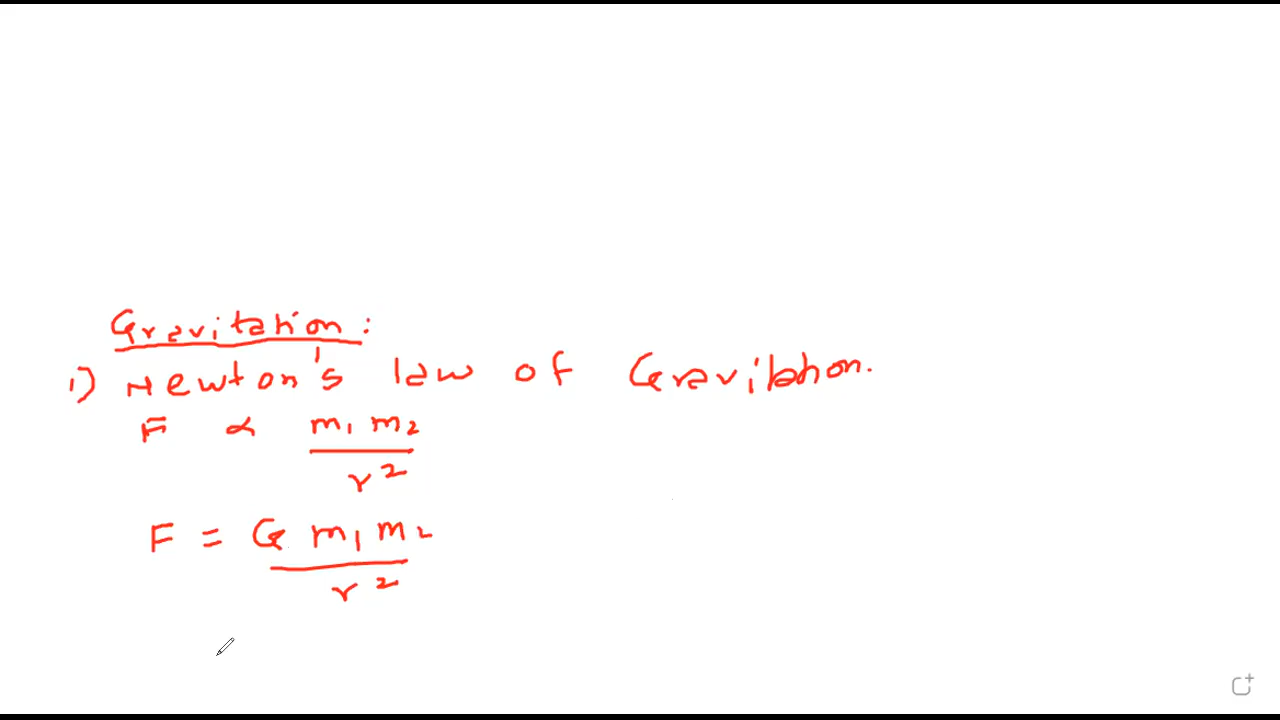 Gravitation:
1) Newton's law of Gravitation.
F ∝ m₁ m₂
r²
F = G m₁ m₂
r²